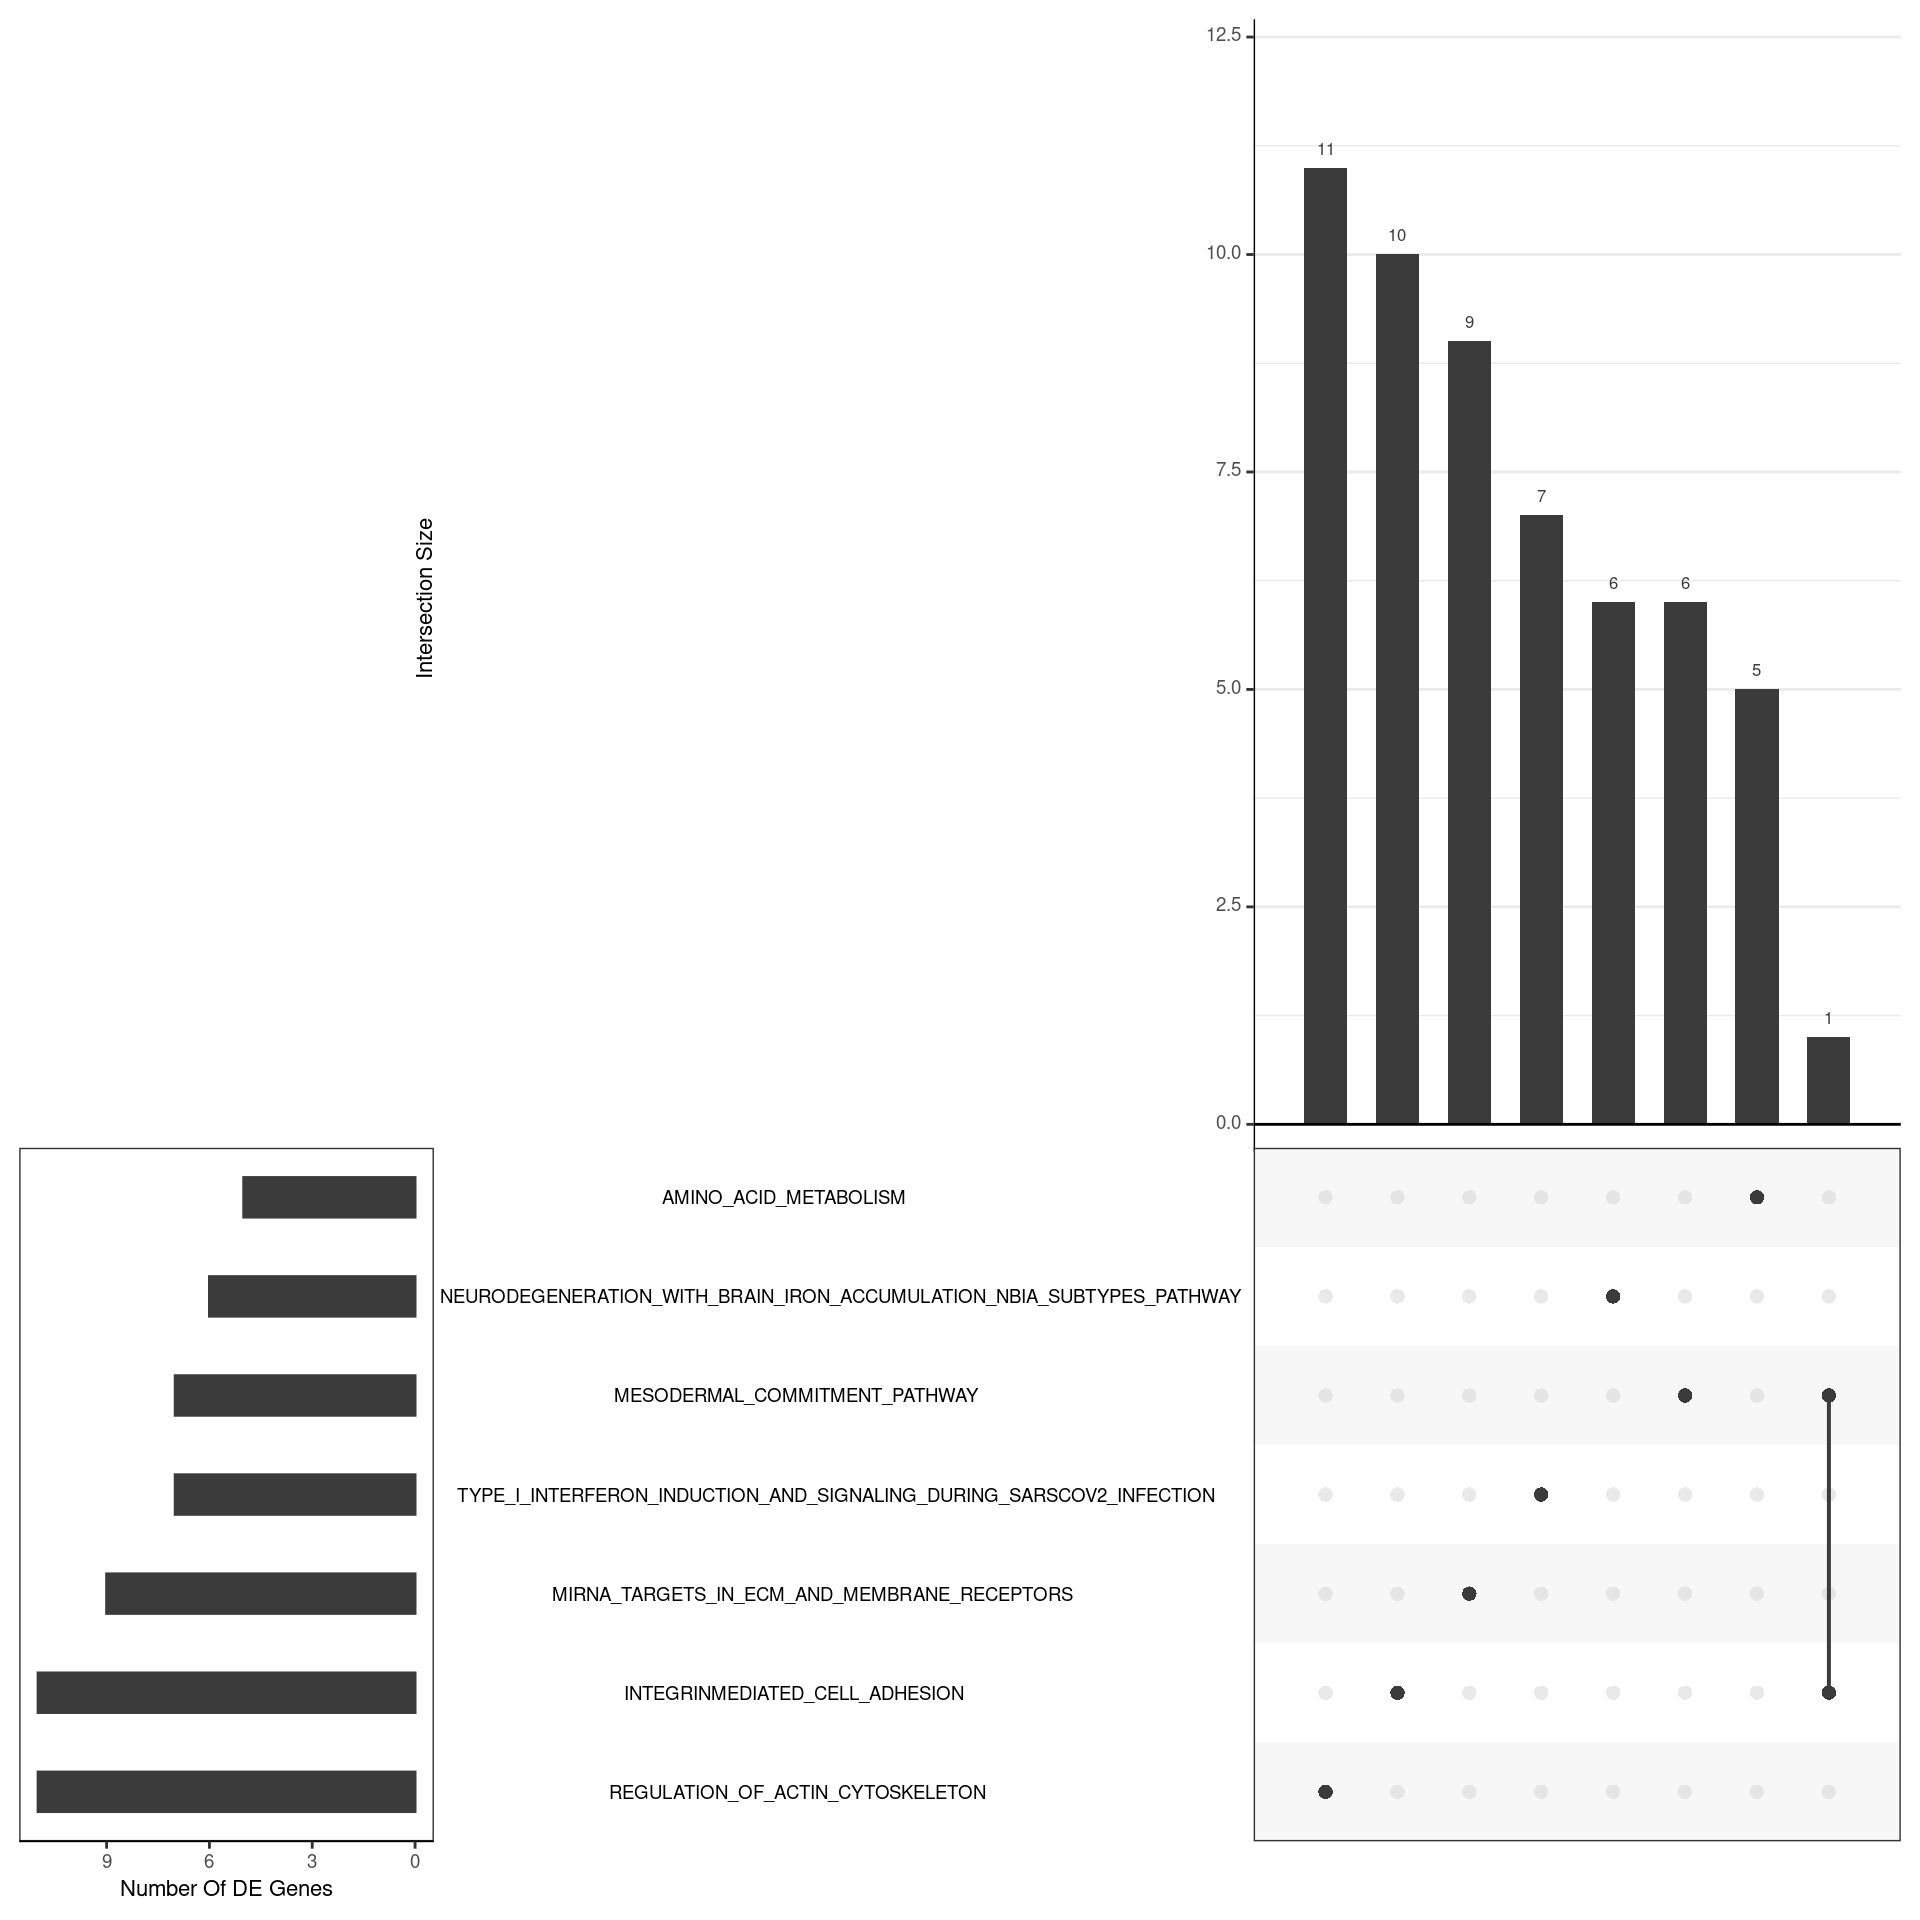 12.5
11
10
10.0
9
7.5
7
Intersection Size
6 6
5
5.0
2.5
1
0.0
AMINO_ACID_METABOLISM
NEURODEGENERATION_WITH_BRAIN_IRON_ACCUMULATION_NBIA_SUBTYPES_PATHWAY
MESODERMAL_COMMITMENT_PATHWAY
TYPE_I_INTERFERON_INDUCTION_AND_SIGNALING_DURING_SARSCOV2_INFECTION
MIRNA_TARGETS_IN_ECM_AND_MEMBRANE_RECEPTORS
INTEGRINMEDIATED_CELL_ADHESION
REGULATION_OF_ACTIN_CYTOSKELETON
9 6 3 0
Number Of DE Genes